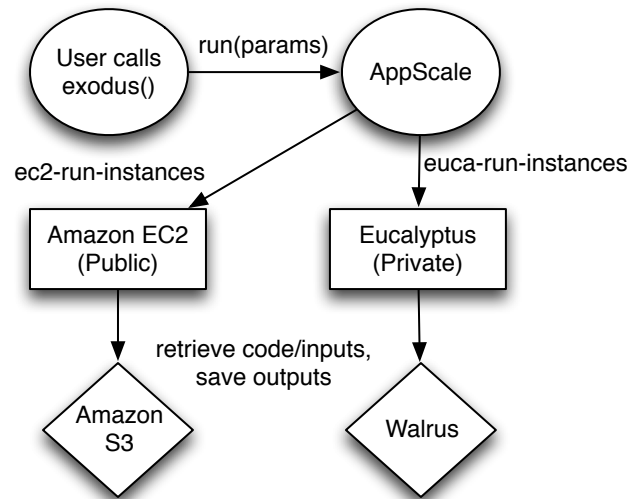 User calls
exodus()
run(params)
AppScale
ec2-run-instances
euca-run-instances
Amazon EC2
(Public)
Eucalyptus
(Private)
retrieve code/inputs,
save outputs
Amazon
S3
Walrus